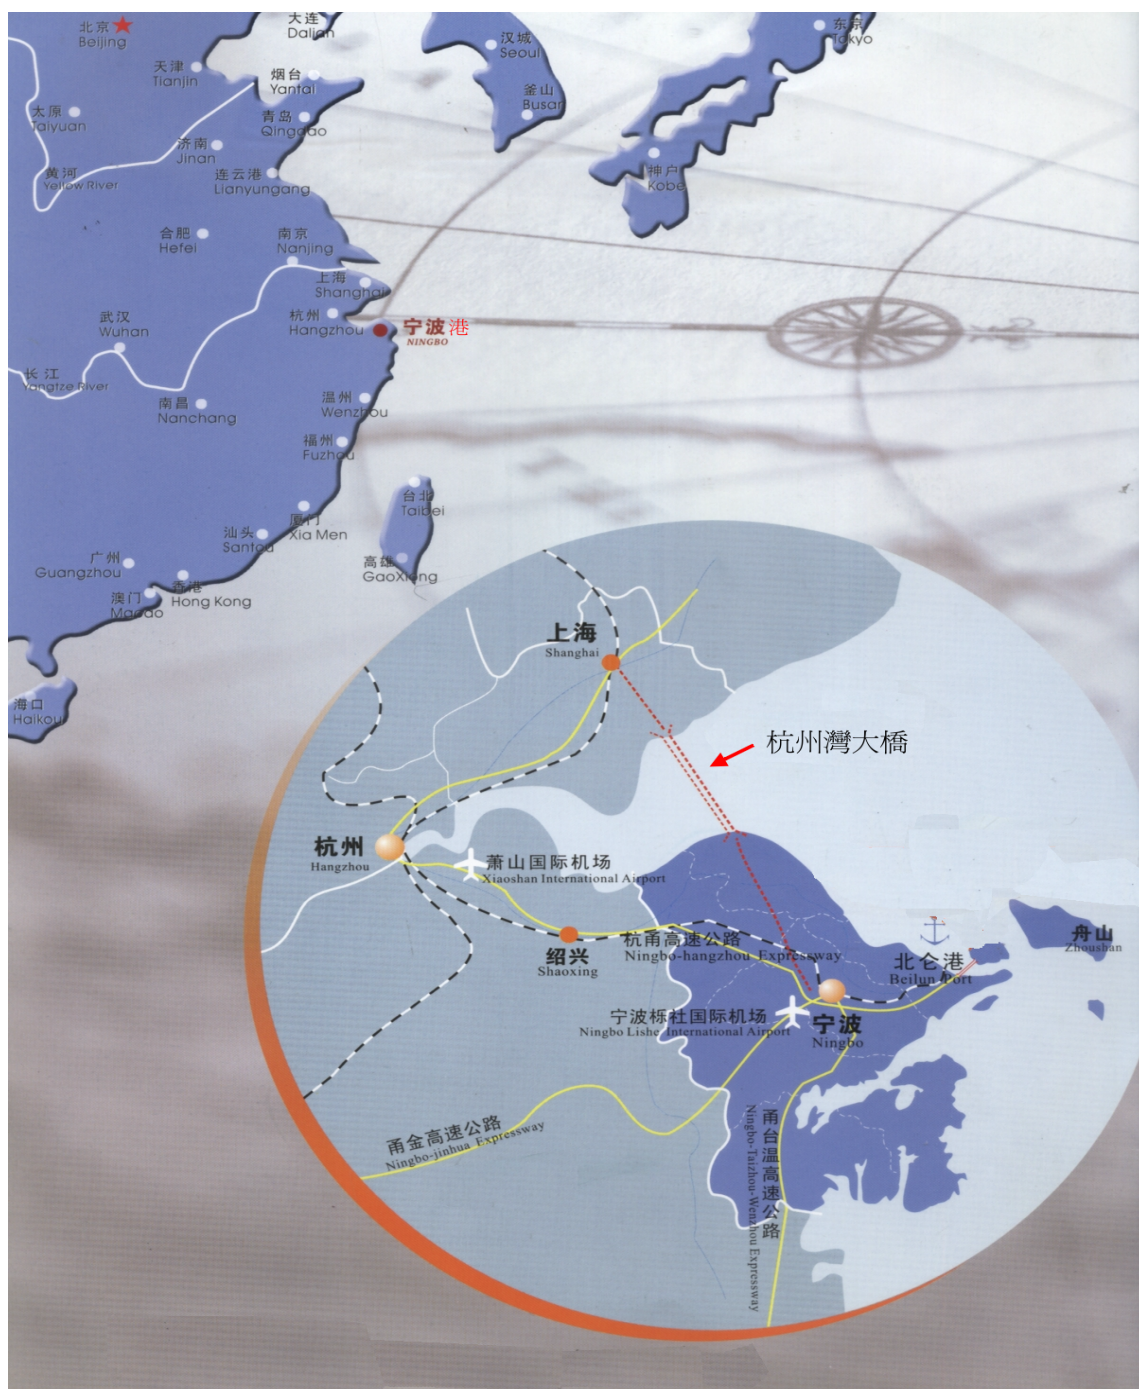 北京
Beijing
大连
Dalian
天津
Tianjin
烟台
Yantai
太原
Taiyuan
青岛
Qingdao
济南
Jinan
黄河
Yellow River
连云港
Lianyungang
汉城
Seoul
釜山
Busan
东京
Tokyo
神户
Kobe
合肥
Hefei
南京
Nanjing
上海
Shanghai
杭州
Hangzhou
宁波港
NINGBO
武汉
Wuhan
长江
Yangtze River
南昌
Nanchang
温州
Wenzhou
福州
Fuzhou
台北
Taibei
厦门
Xia Men
汕头
Santou
高雄
GaoXiong
广州
Guangzhou
香港
Hong Kong
澳门
Macao
海口
Haikou
上海
Shanghai
杭州灣大橋
杭州
Hangzhou
萧山国际机场
Xiaoshan International Airport
绍兴
Shaoxing
杭甬高速公路
Ningbo-hangzhou Expressway
舟山
Zhoushan
北仑港
Beilun Port
宁波栎社国际机场
Ningbo Lishe International Airport
宁波
Ningbo
甬金高速公路
Ningbo-jinhua Expressway
甬台温高速公路
Ningbo-Taizhou-Wenzhou Expressway